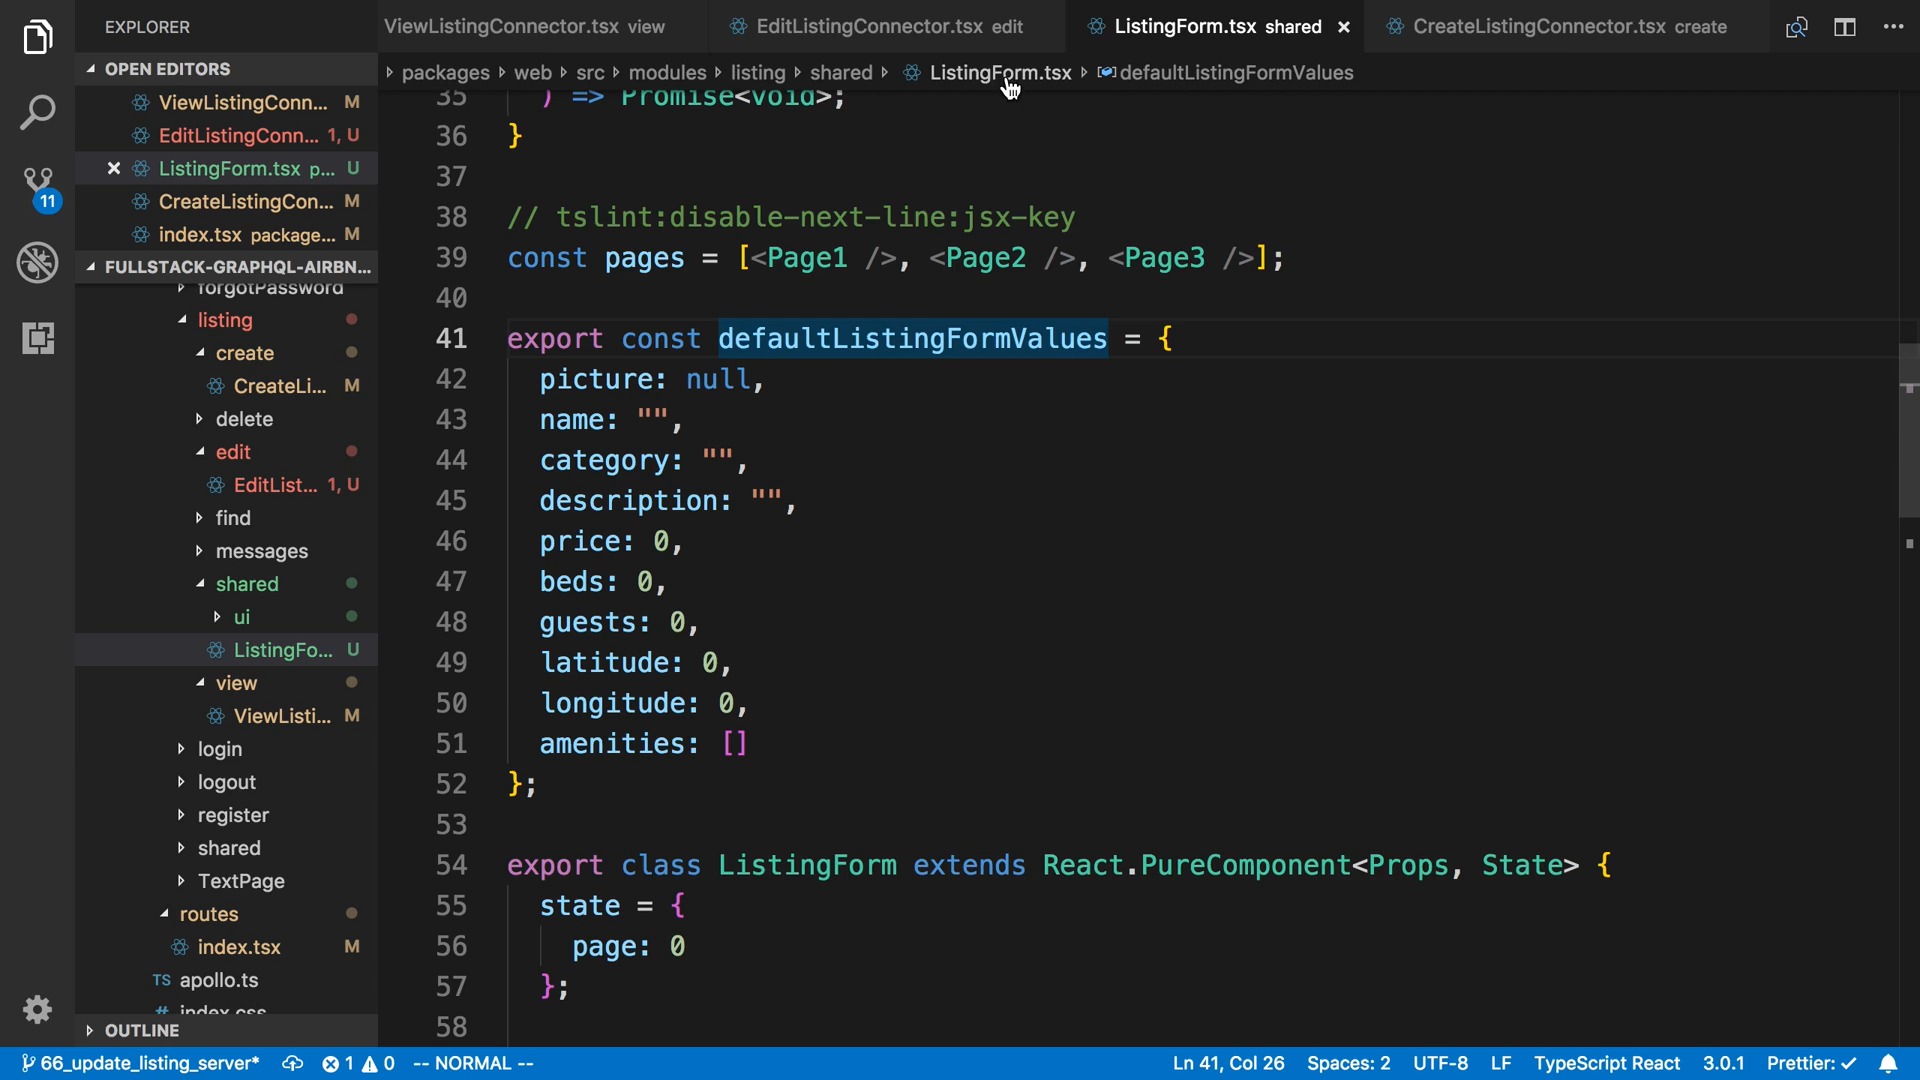 EXPLORER
OPEN EDITORS
ViewListingConn... M
EditListingConn... 1, U
ListingForm.tsx p... U
CreateListingCon... M
index.tsx package... M
FULLSTACK-GRAPHQL-AIRBN...
forgotPassword
listing
create
CreateLi... M
delete
edit
EditList... 1, U
find
messages
shared
ui
ListingFo... U
view
ViewListi... M
login
logout
register
shared
TextPage
routes
index.tsx M
TS apollo.ts
# index.css
OUTLINE
11
ViewListingConnector.tsx view
EditListingConnector.tsx edit
ListingForm.tsx shared
CreateListingConnector.tsx create
packages web src modules listing shared ListingForm.tsx defaultListingFormValues
35 ) => Promise<void>;
36 }
37
38 // tslint:disable-next-line:jsx-key
39 const pages = [<Page1 />, <Page2 />, <Page3 />];
40
41 export const defaultListingFormValues = {
42 picture: null,
43 name: "",
44 category: "",
45 description: "",
46 price: 0,
47 beds: 0,
48 guests: 0,
49 latitude: 0,
50 longitude: 0,
51 amenities: []
52 };
53
54 export class ListingForm extends React.PureComponent<Props, State> {
55 state = {
56 page: 0
57 };
58
66_update_listing_server* 1 0 -- NORMAL -- Ln 41, Col 26 Spaces: 2 UTF-8 LF TypeScript React 3.0.1 Prettier: ✓